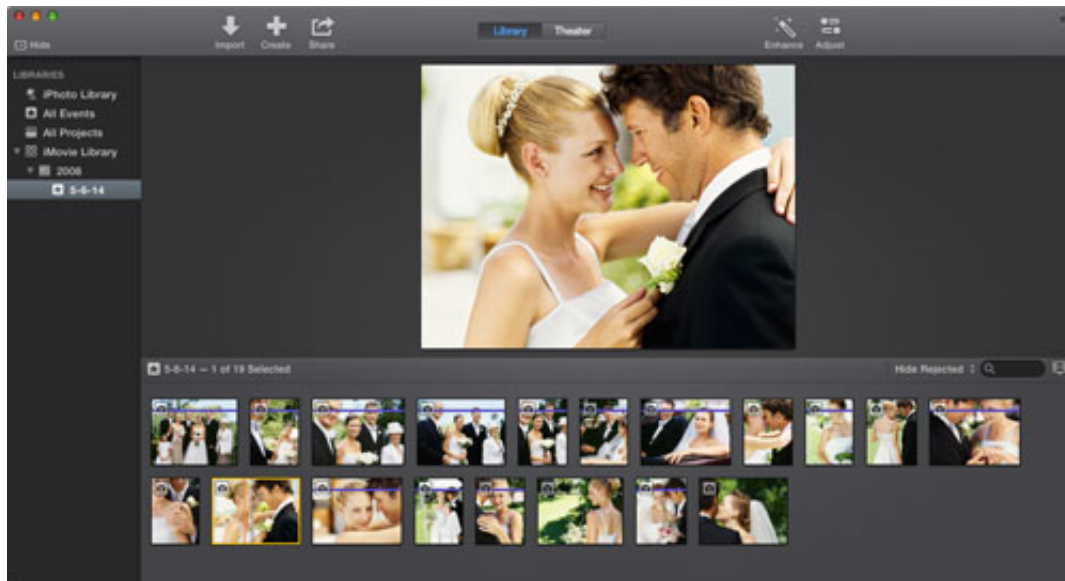 Hide
Import Create Share
Library Theater
Enhance Adjust
LIBRARIES
iPhoto Library
All Events
All Projects
iMovie Library
2008
5-6-14
5-6-14 — 1 of 19 Selected
Hide Rejected